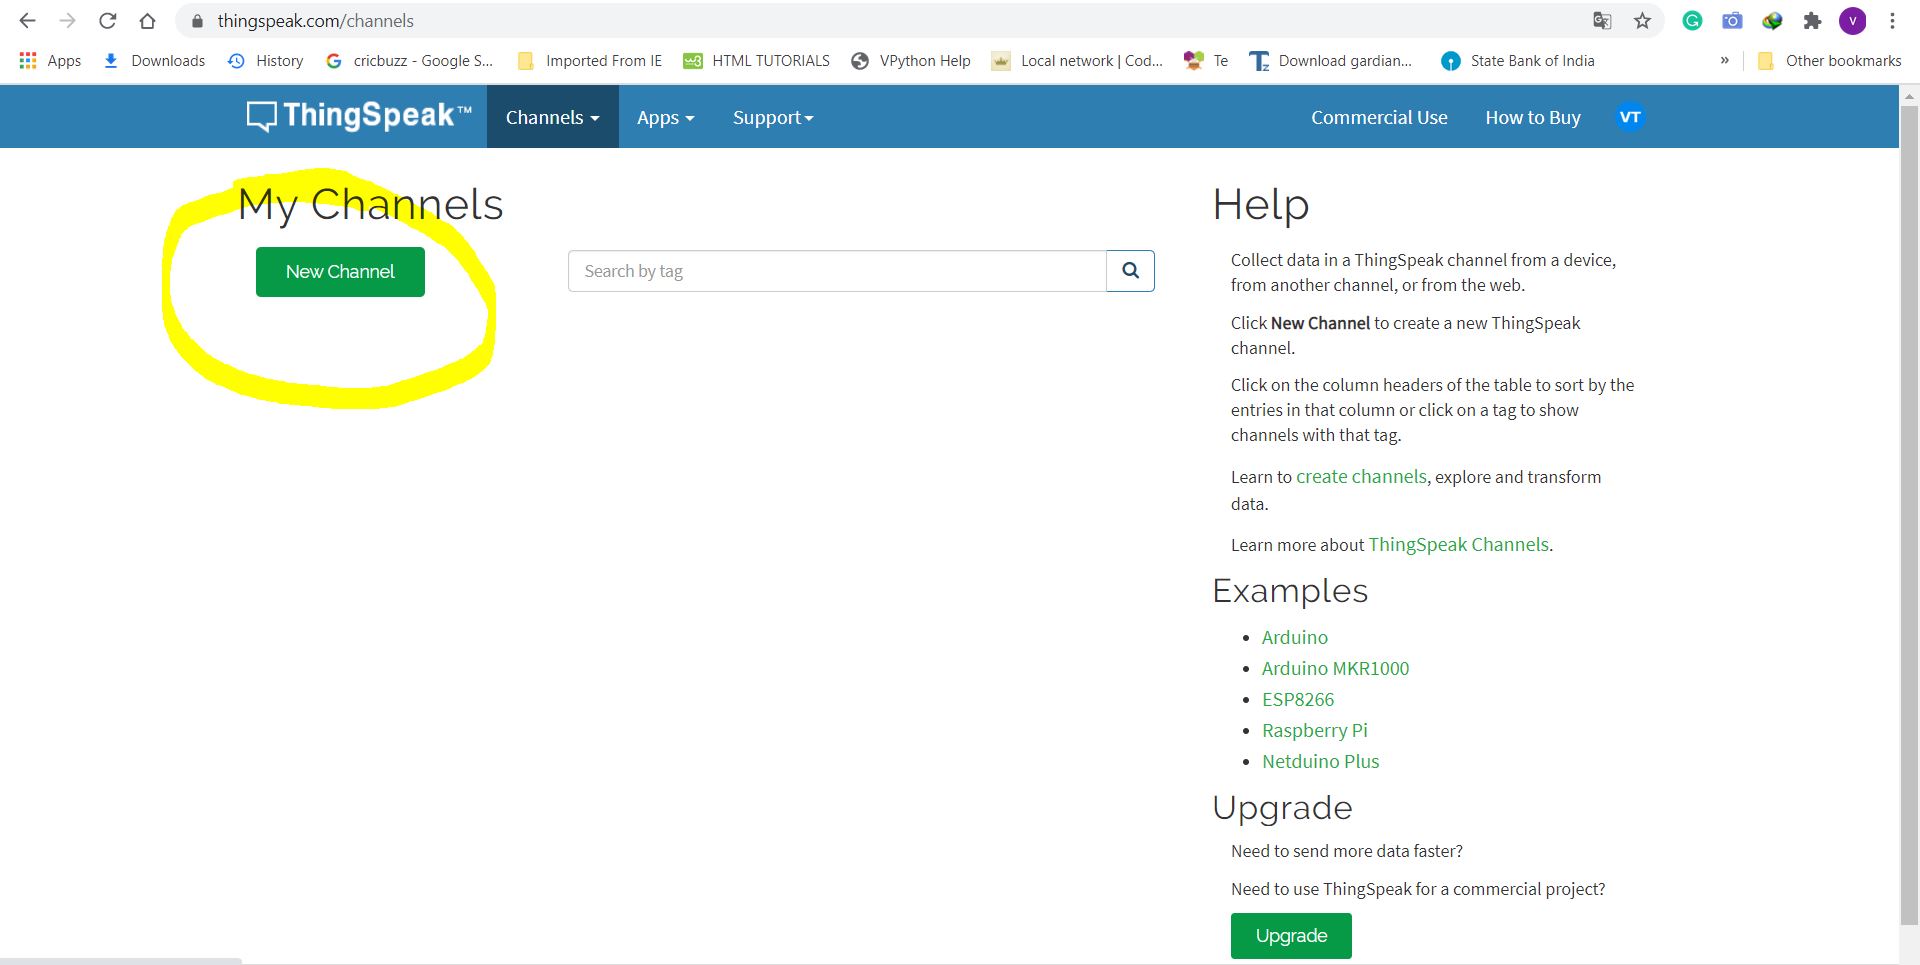 thingspeak.com/channels
V
Apps
Downloads
History
cricbuzz - Google S...
Imported From IE
HTML TUTORIALS
VPython Help
Local network | Cod...
Te
Download gardian...
State Bank of India
»
Other bookmarks
ThingSpeak™
Channels
Apps
Support
Commercial Use
How to Buy
VT
My Channels
New Channel
Search by tag
Help
Collect data in a ThingSpeak channel from a device,
from another channel, or from the web.
Click New Channel to create a new ThingSpeak
channel.
Click on the column headers of the table to sort by the
entries in that column or click on a tag to show
channels with that tag.
Learn to create channels, explore and transform
data.
Learn more about ThingSpeak Channels.
Examples
Arduino
Arduino MKR1000
ESP8266
Raspberry Pi
Netduino Plus
Upgrade
Need to send more data faster?
Need to use ThingSpeak for a commercial project?
Upgrade